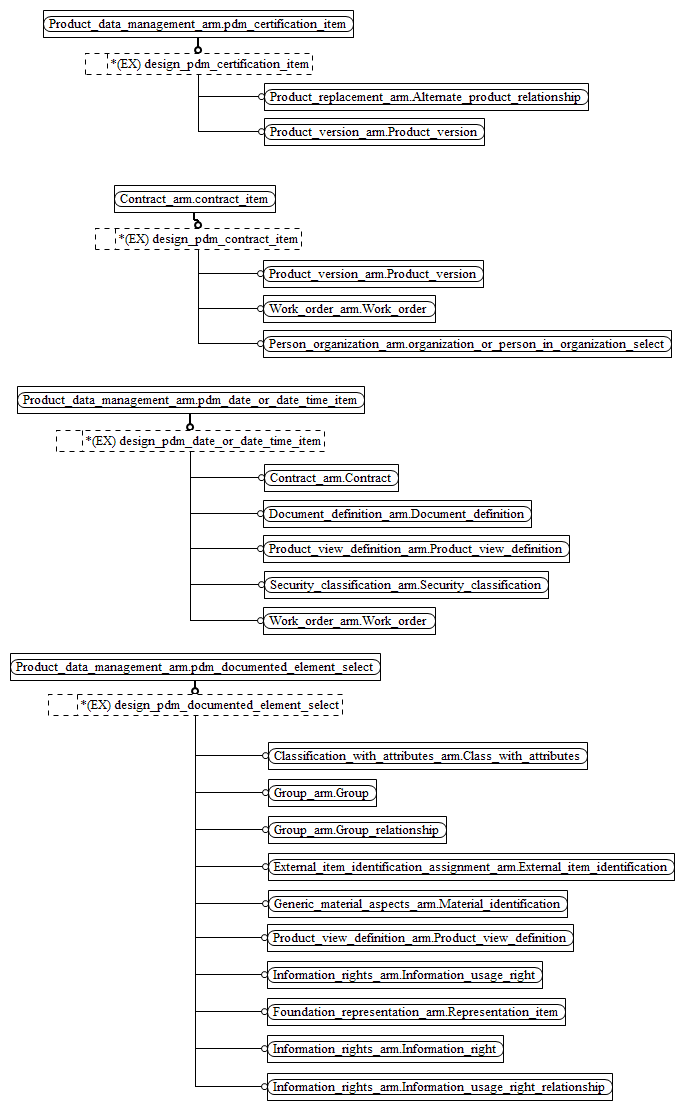 Product_data_management_arm.pdm_certification_item
*(EX) design_pdm_certification_item
Product_replacement_arm.Alternate_product_relationship
Product_version_arm.Product_version
Contract_arm.contract_item
*(EX) design_pdm_contract_item
Product_version_arm.Product_version
Work_order_arm.Work_order
Person_organization_arm.organization_or_person_in_organization_select
Product_data_management_arm.pdm_date_or_date_time_item
*(EX) design_pdm_date_or_date_time_item
Contract_arm.Contract
Document_definition_arm.Document_definition
Product_view_definition_arm.Product_view_definition
Security_classification_arm.Security_classification
Work_order_arm.Work_order
Product_data_management_arm.pdm_documented_element_select
*(EX) design_pdm_documented_element_select
Classification_with_attributes_arm.Class_with_attributes
Group_arm.Group
Group_arm.Group_relationship
External_item_identification_assignment_arm.External_item_identification
Generic_material_aspects_arm.Material_identification
Product_view_definition_arm.Product_view_definition
Information_rights_arm.Information_usage_right
Foundation_representation_arm.Representation_item
Information_rights_arm.Information_right
Information_rights_arm.Information_usage_right_relationship